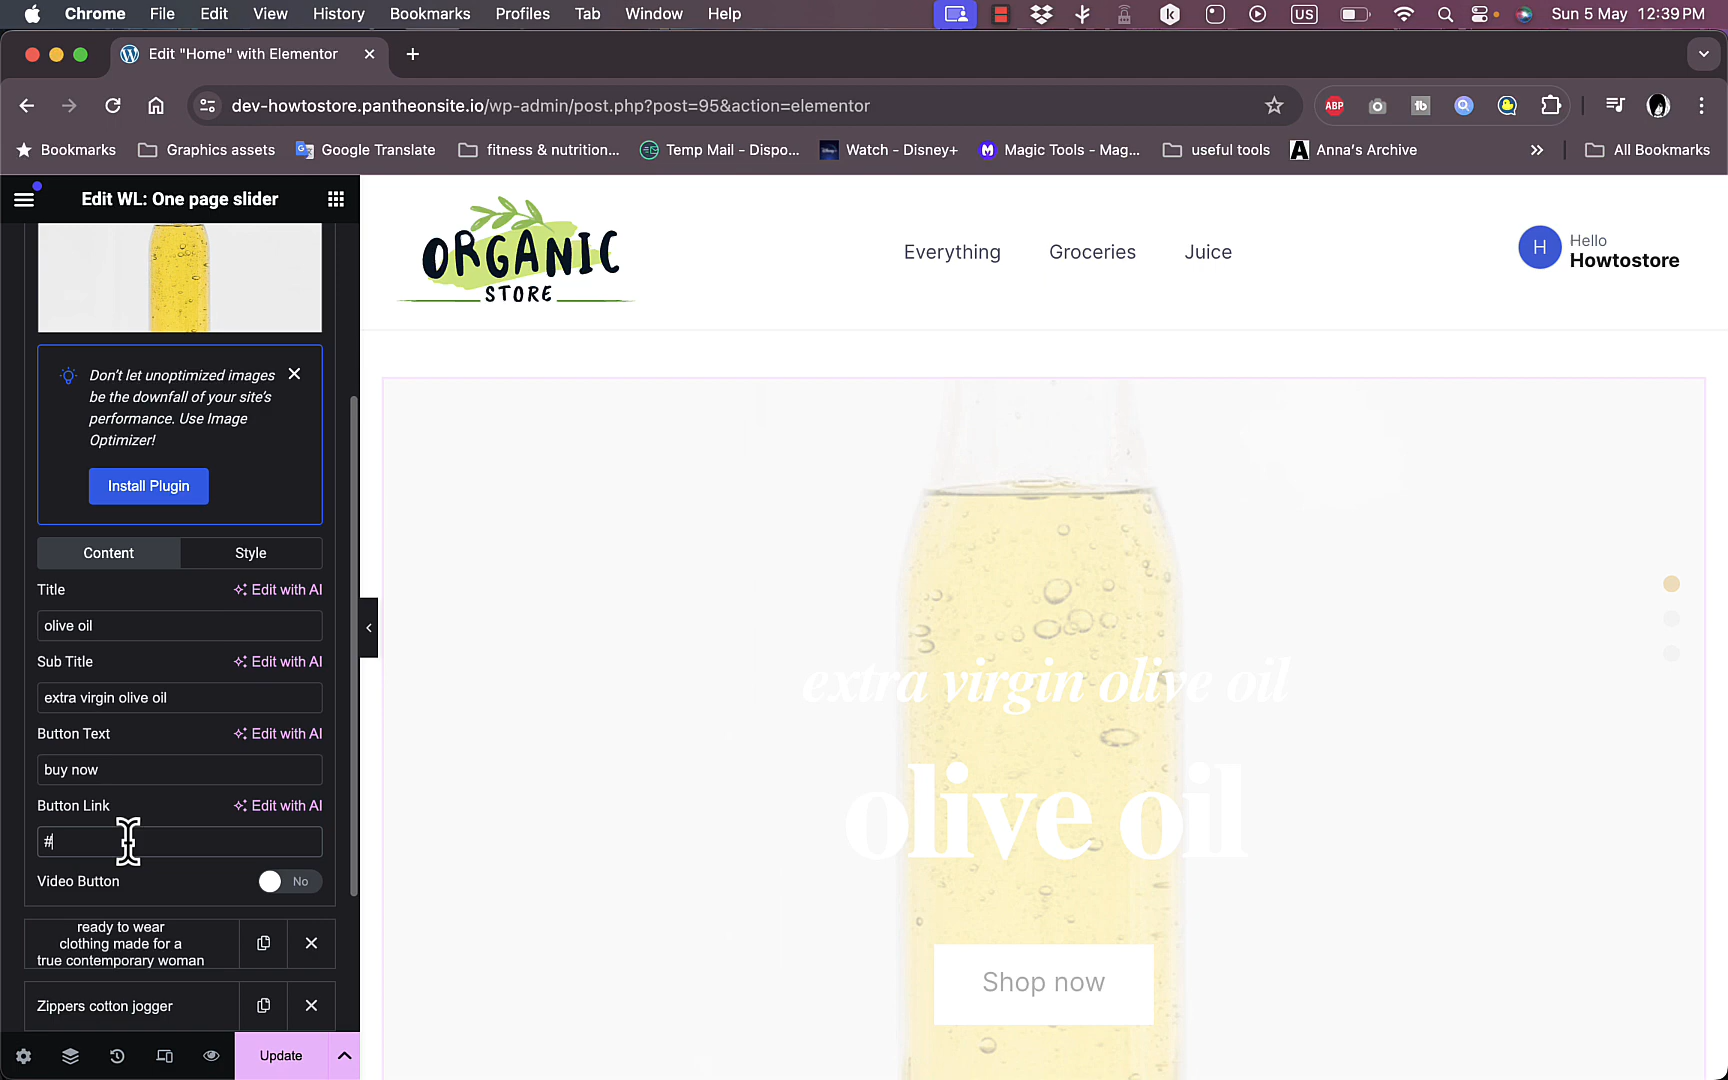 Chrome File Edit View History Bookmarks Profiles Tab Window Help US Sun 5 May 12:39 PM
Edit "Home" with Elementor
dev-howtostore.pantheonsite.io/wp-admin/post.php?post=95&action=elementor ABP tb
Bookmarks Graphics assets Google Translate fitness & nutrition... Temp Mail - Dispo... Watch - Disney+ Magic Tools - Mag... useful tools Anna's Archive » All Bookmarks
Edit WL: One page slider
ORGANIC
STORE
Everything Groceries Juice
H
Hello
Howtostore
Don't let unoptimized images
be the downfall of your site's
performance. Use Image
Optimizer!
Install Plugin
Content Style
Title Edit with AI
olive oil
Sub Title Edit with AI
extra virgin olive oil
Button Text Edit with AI
buy now
Button Link Edit with AI
#
Video Button No
ready to wear
clothing made for a
true contemporary woman
Zippers cotton jogger
Update
extra virgin olive oil
olive oil
Shop now